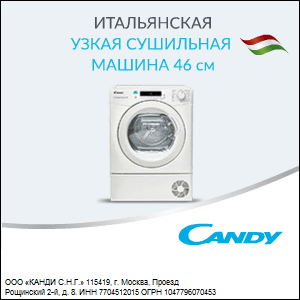 ИТАЛЬЯНСКАЯ
УЗКАЯ СУШИЛЬНАЯ
МАШИНА 46 см
CANDY
ООО «КАНДИ С.Н.Г.» 115419, г. Москва, Проезд
Рощинский 2-й, д. 8. ИНН 7704512015 ОГРН 1047796070453